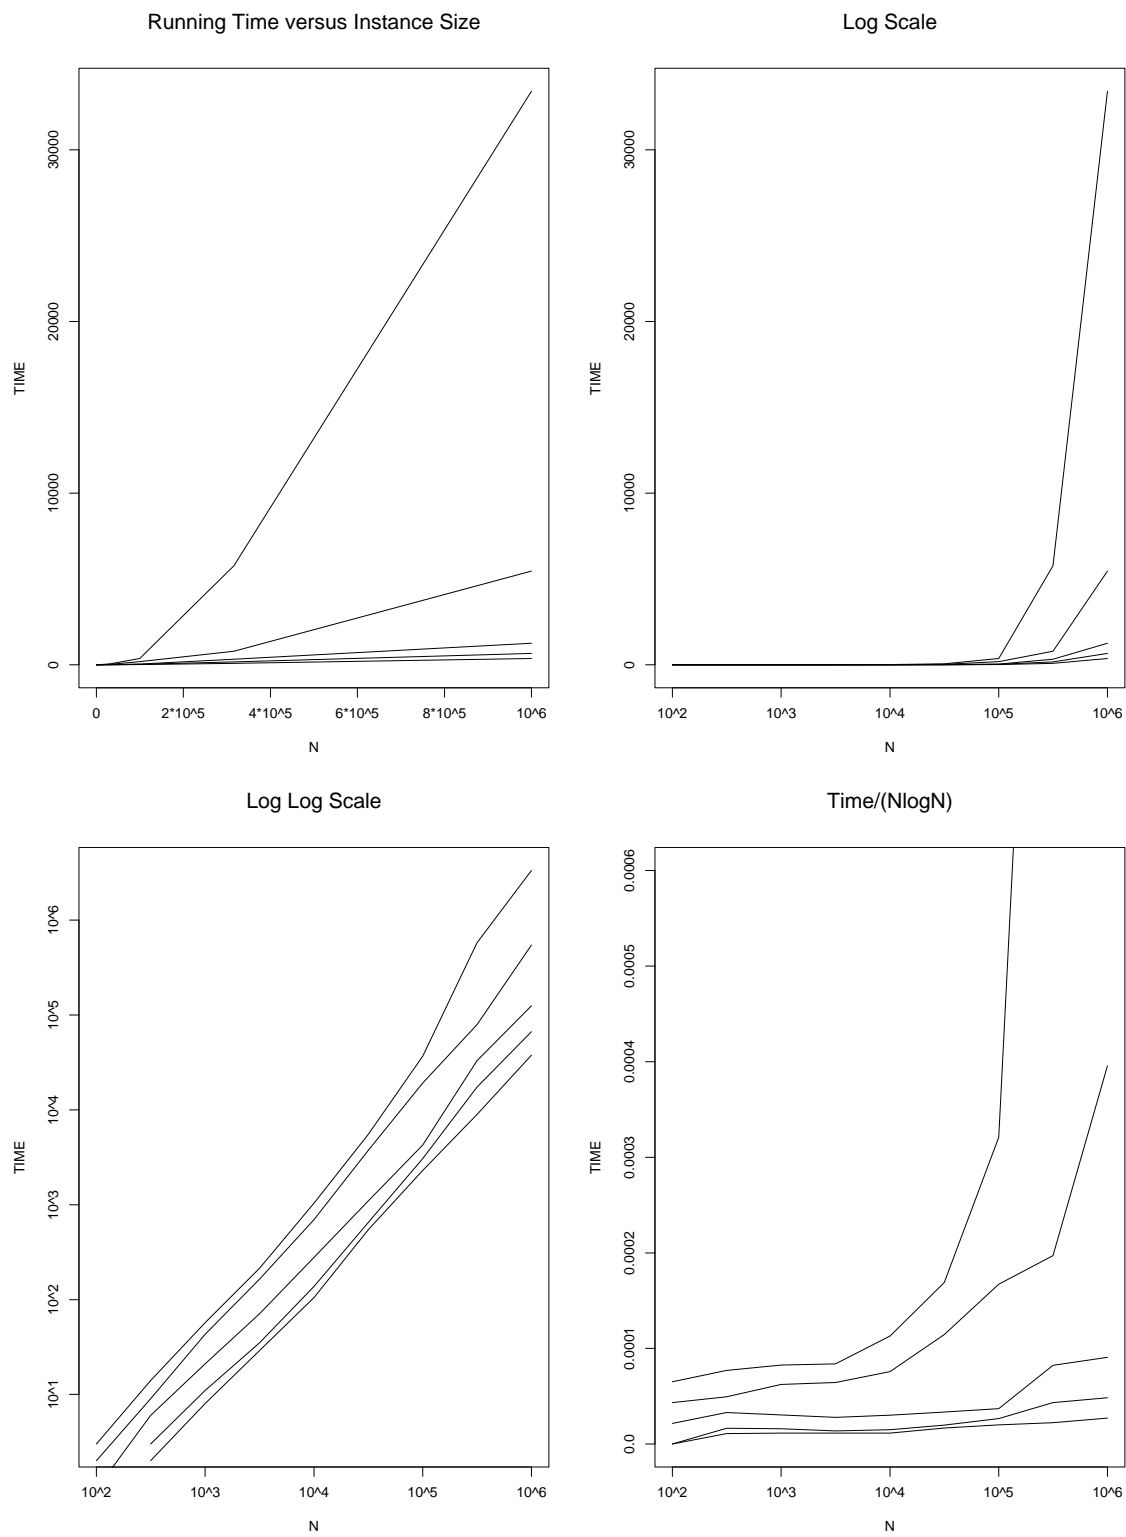 Running Time versus Instance Size
TIME
30000
20000
10000
0
0 2*10^5 4*10^5 6*10^5 8*10^5 10^6
N
Log Scale
TIME
30000
20000
10000
0
10^2 10^3 10^4 10^5 10^6
N
Log Log Scale
TIME
10^6
10^5
10^4
10^3
10^2
10^1
10^2 10^3 10^4 10^5 10^6
N
Time/(NlogN)
TIME
0.0006
0.0005
0.0004
0.0003
0.0002
0.0001
0.0
10^2 10^3 10^4 10^5 10^6
N